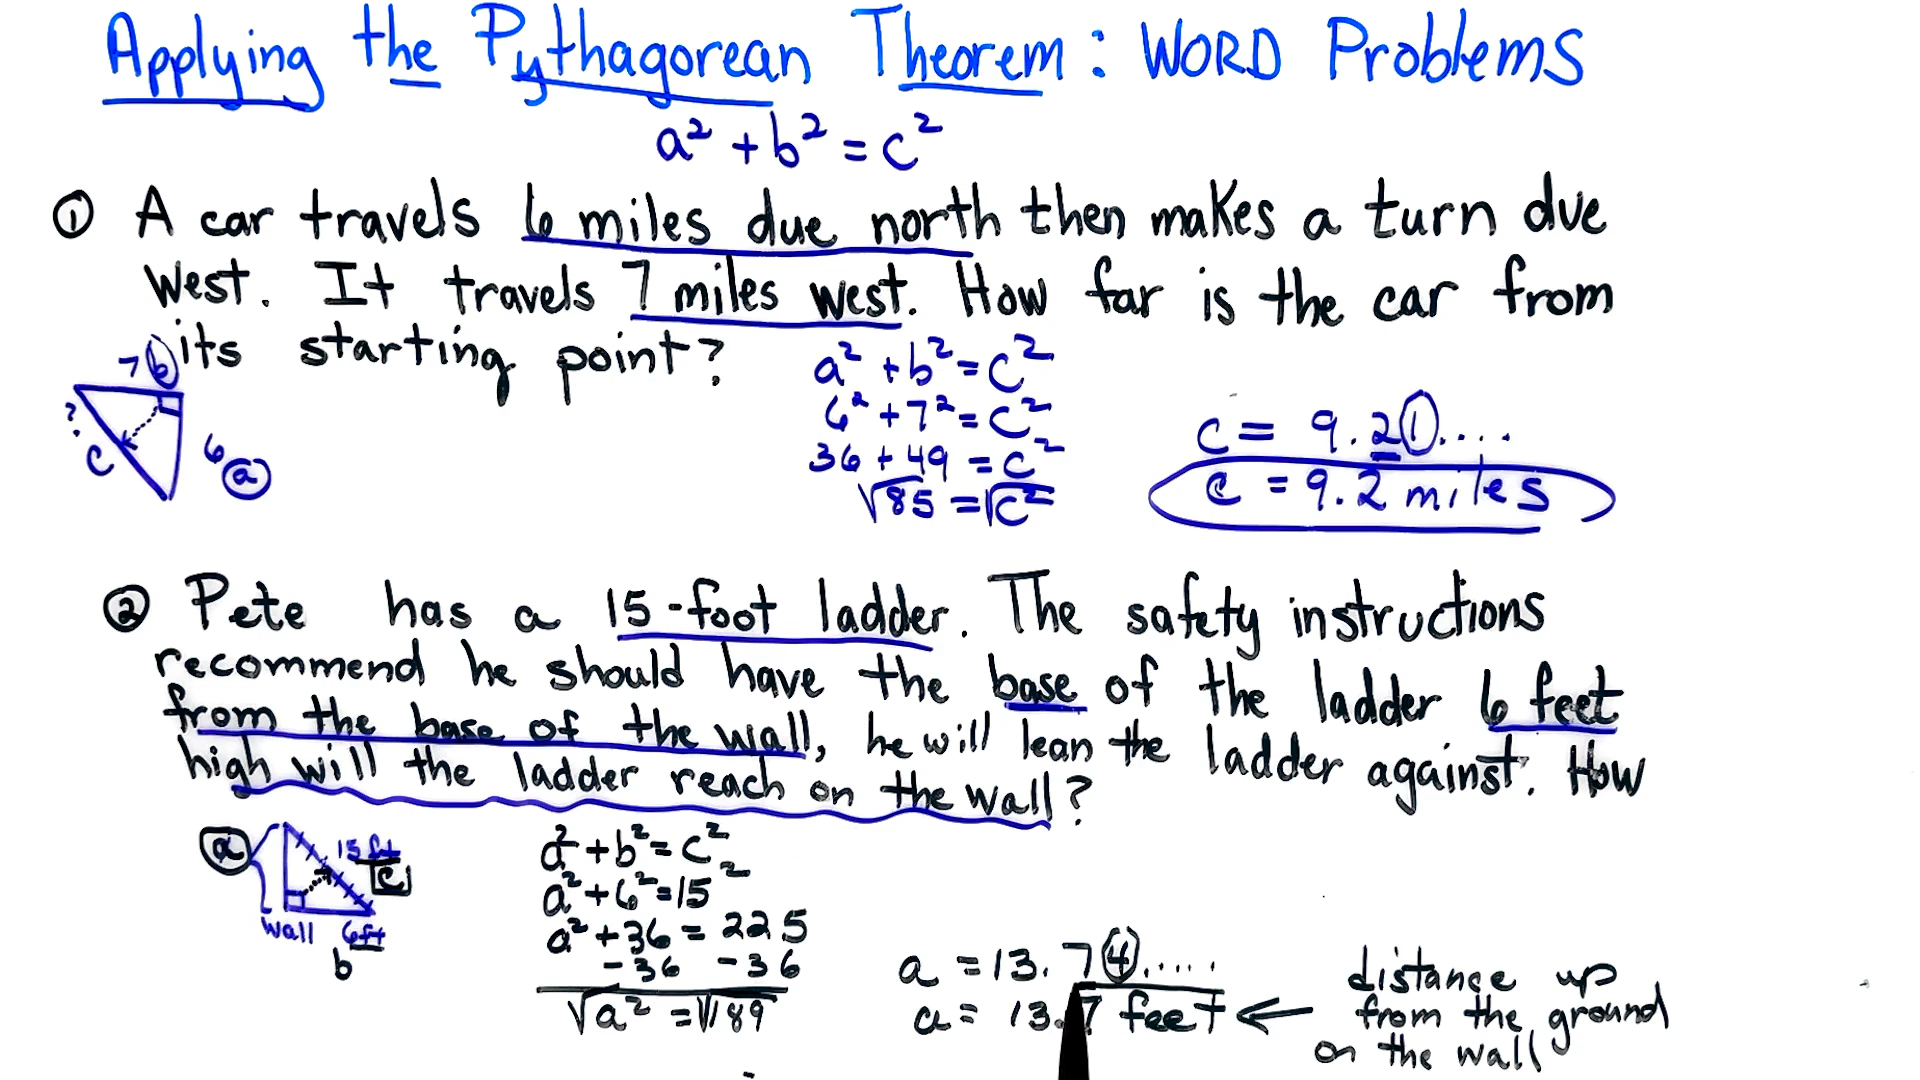 Applying the Pythagorean Theorem: WORD Problems
a² + b² = c²
① A car travels 6 miles due north then makes a turn due
West. It travels 7 miles west. How far is the car from
its starting point?
7 b
?
c
6 a
a² + b² = c²
6² + 7² = c²
36 + 49 = c²
√85 = √c²
c = 9.21....
c = 9.2 miles
② Pete has a 15-foot ladder. The safety instructions
recommend he should have the base of the ladder 6 feet
from the base of the wall, he will lean the ladder against. How
high will the ladder reach on the wall?
a
15 ft
c
wall 6ft
b
a² + b² = c²
a² + 6² = 15²
a² + 36 = 225
-36 -36
√a² = √189
a = 13.74.....
a = 13.7 feet ←
distance up
from the ground
on the wall